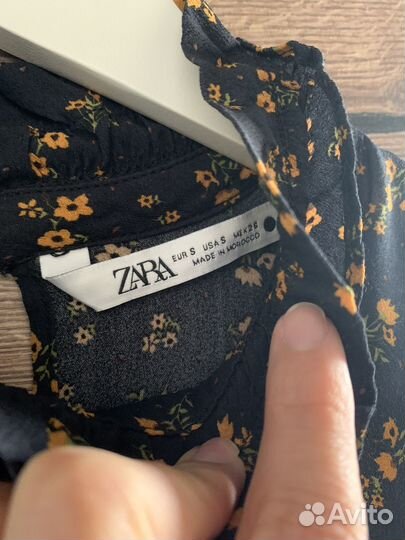 ZARA
EUR S USA S MEX 26
MADE IN MOROCCO
Avito